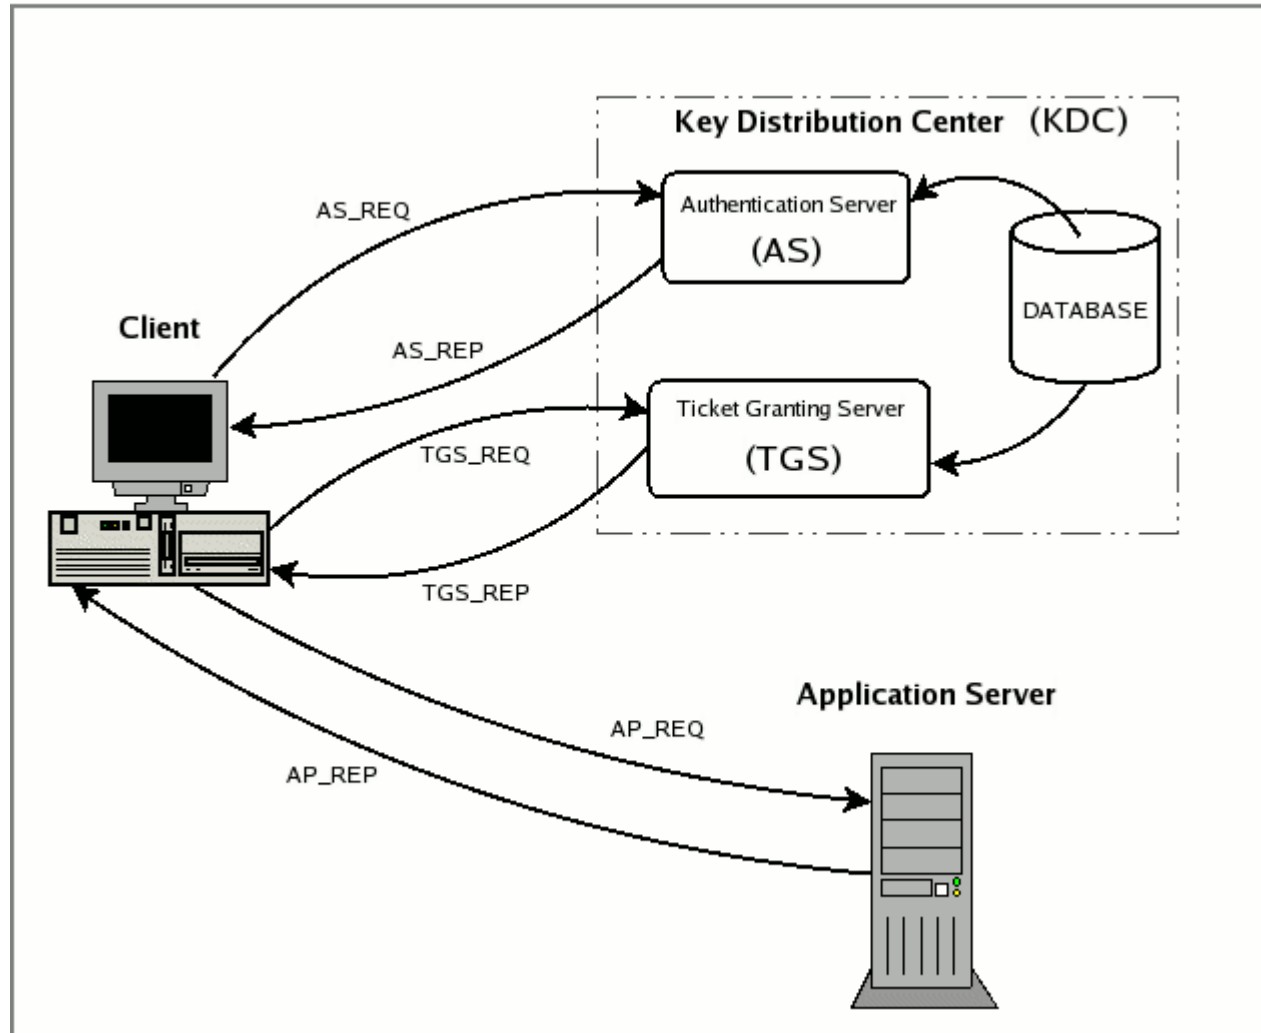 Key Distribution Center (KDC)
Authentication Server
(AS)
AS_REQ
DATABASE
Client
AS_REP
Ticket Granting Server
(TGS)
TGS_REQ
TGS_REP
Application Server
AP_REQ
AP_REP